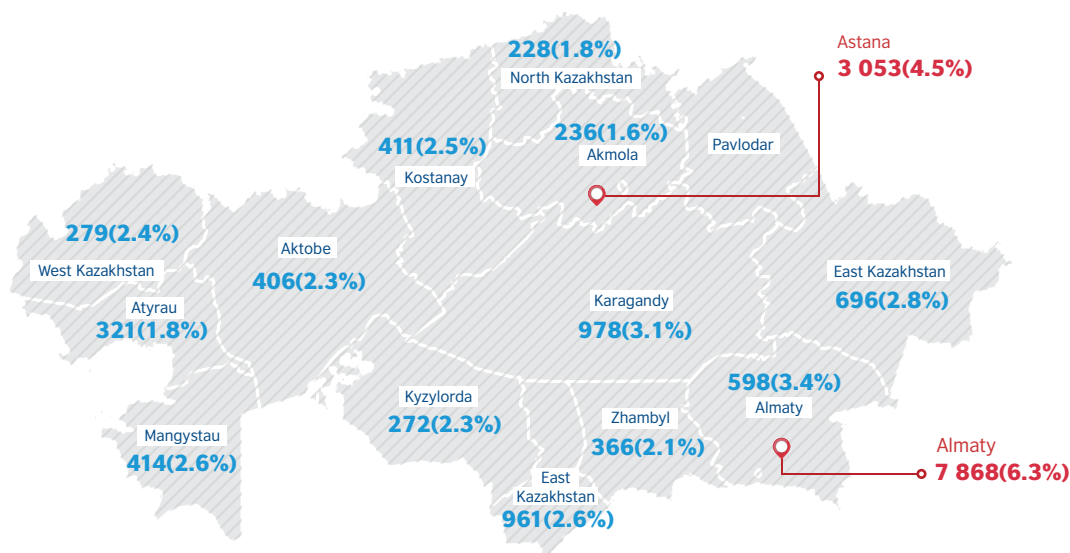 228(1.8%)
North Kazakhstan
Astana
3 053(4.5%)
411(2.5%)
Kostanay
236(1.6%)
Akmola
Pavlodar
279(2.4%)
West Kazakhstan
Aktobe
406(2.3%)
East Kazakhstan
696(2.8%)
Atyrau
321(1.8%)
Karagandy
978(3.1%)
598(3.4%)
Almaty
Kyzylorda
272(2.3%)
Zhambyl
366(2.1%)
Mangystau
414(2.6%)
Almaty
7 868(6.3%)
East
Kazakhstan
961(2.6%)